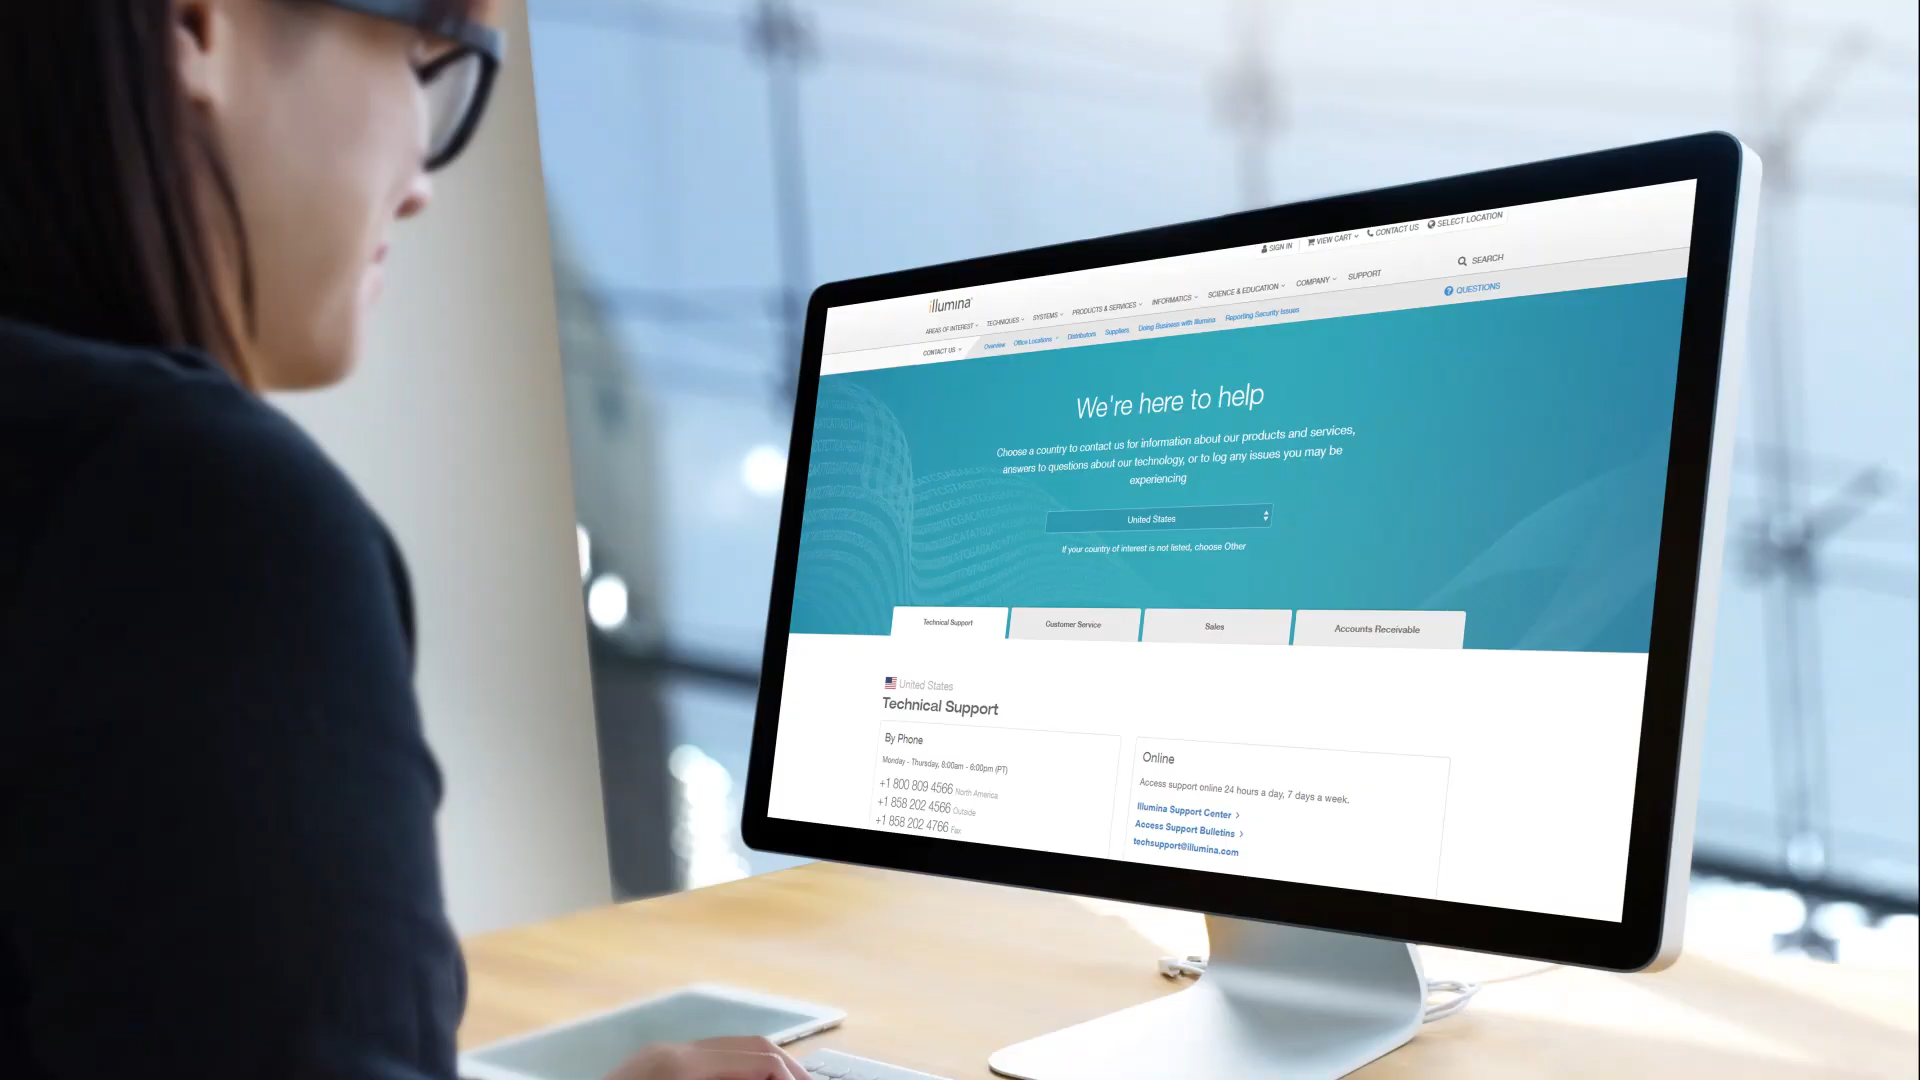 SIGN IN
VIEW CART
CONTACT US
SELECT LOCATION
illumina
AREAS OF INTEREST
TECHNIQUES
SYSTEMS
PRODUCTS & SERVICES
INFORMATICS
SCIENCE & EDUCATION
COMPANY
SUPPORT
SEARCH
CONTACT US
Overview
Office Locations
Distributors
Suppliers
Doing Business with Illumina
Reporting Security Issues
QUESTIONS
We're here to help
Choose a country to contact us for information about our products and services,
answers to questions about our technology, or to log any issues you may be
experiencing
United States
If your country of interest is not listed, choose Other
Technical Support
Customer Service
Sales
Accounts Receivable
United States
Technical Support
By Phone
Monday - Thursday, 8:00am - 6:00pm (PT)
+1 800 809 4566 North America
+1 858 202 4566 Outside
+1 858 202 4766 Fax
Online
Access support online 24 hours a day, 7 days a week.
Illumina Support Center >
Access Support Bulletins >
techsupport@illumina.com